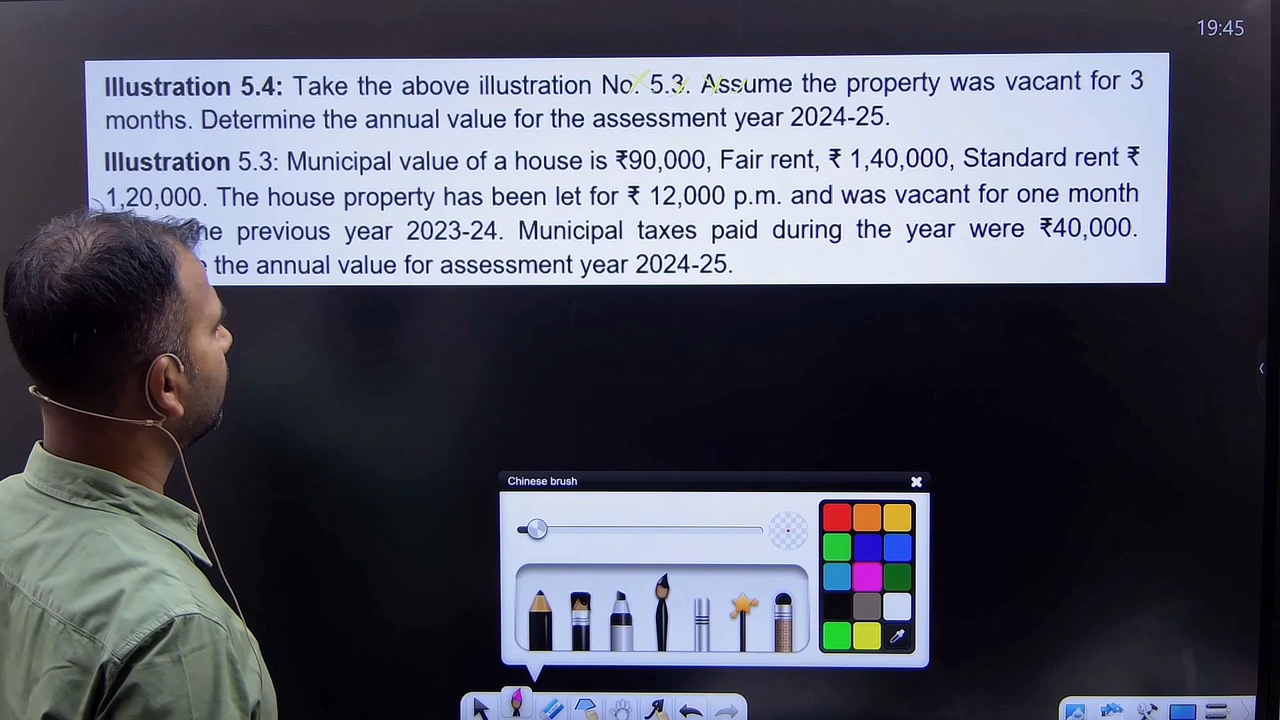 19:45
Illustration 5.4: Take the above illustration No. 5.3. Assume the property was vacant for 3
months. Determine the annual value for the assessment year 2024-25.
Illustration 5.3: Municipal value of a house is ₹90,000, Fair rent, ₹ 1,40,000, Standard rent ₹
1,20,000. The house property has been let for ₹ 12,000 p.m. and was vacant for one month
previous year 2023-24. Municipal taxes paid during the year were ₹40,000.
the annual value for assessment year 2024-25.
Chinese brush